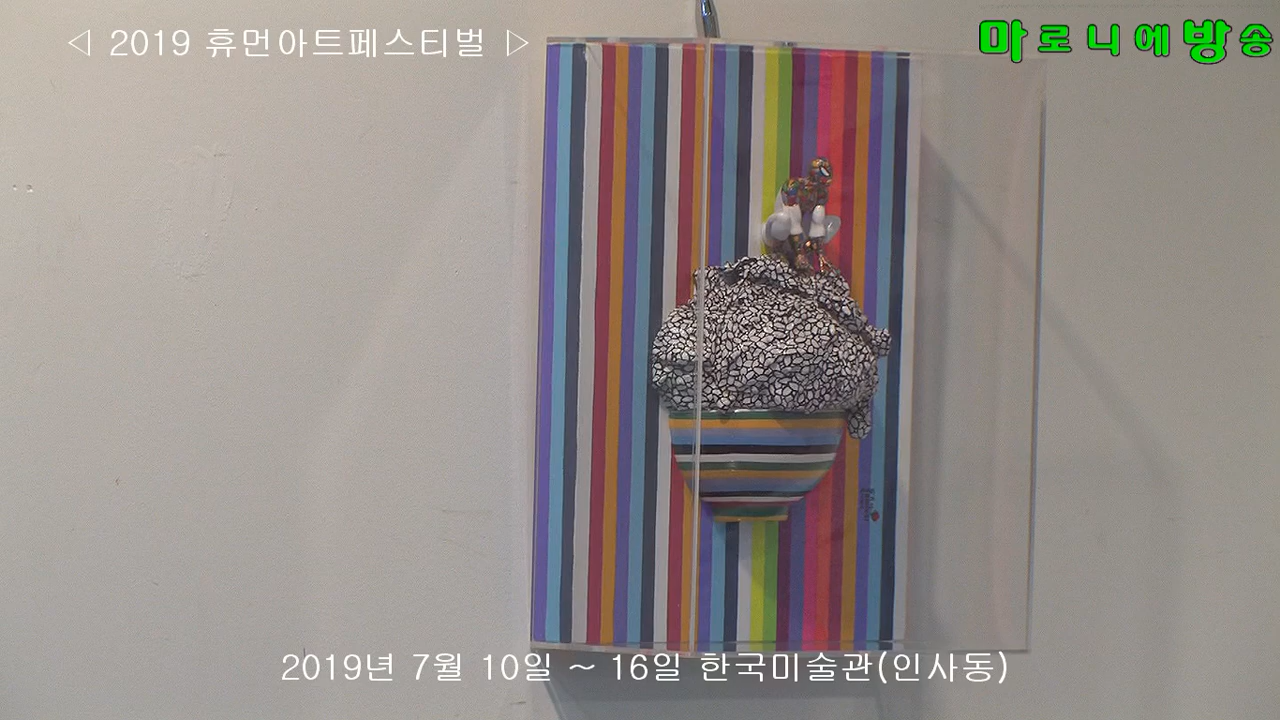 ◁ 2019 휴먼아트페스티벌 ▷
마로니에방송
2019년 7월 10일 ~ 16일 한국미술관(인사동)